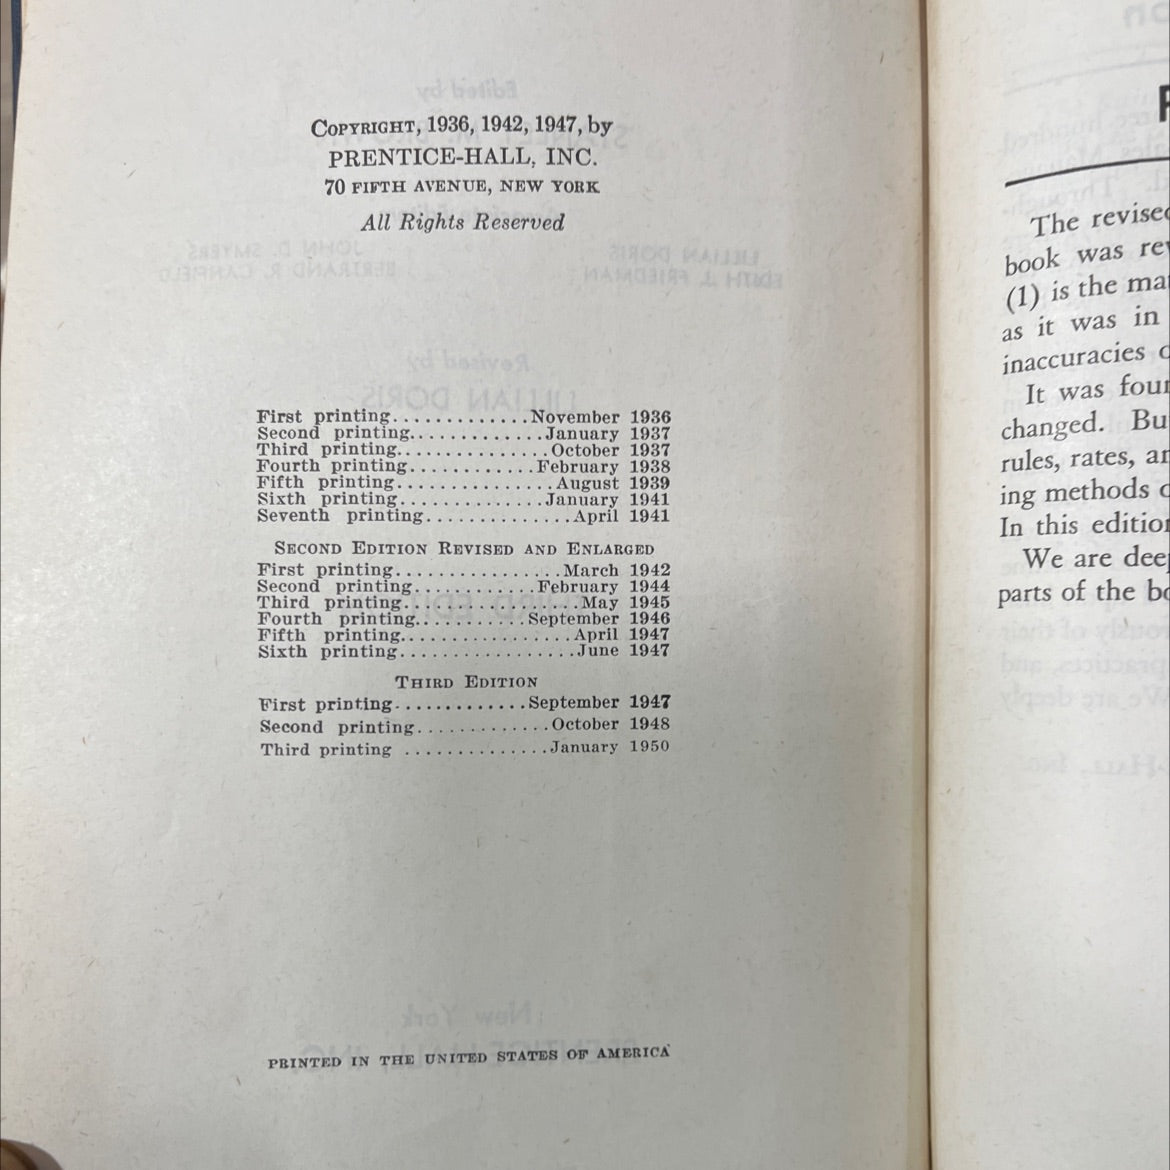 COPYRIGHT, 1936, 1942, 1947, by
PRENTICE-HALL, INC.
70 FIFTH AVENUE, NEW YORK
All Rights Reserved
First printing.............November 1936
Second printing............January 1937
Third printing..............October 1937
Fourth printing...........February 1938
Fifth printing...............August 1939
Sixth printing.............January 1941
Seventh printing.............April 1941
SECOND EDITION REVISED AND ENLARGED
First printing...............March 1942
Second printing...........February 1944
Third printing.................May 1945
Fourth printing..........September 1946
Fifth printing................April 1947
Sixth printing.................June 1947
THIRD EDITION
First printing............September 1947
Second printing............October 1948
Third printing .............January 1950
PRINTED IN THE UNITED STATES OF AMERICA
The revised
book was
(1) is the
as it was in
inaccuracies
It was
changed.
rules, rates,
ing methods
In this edition
We are
parts of the